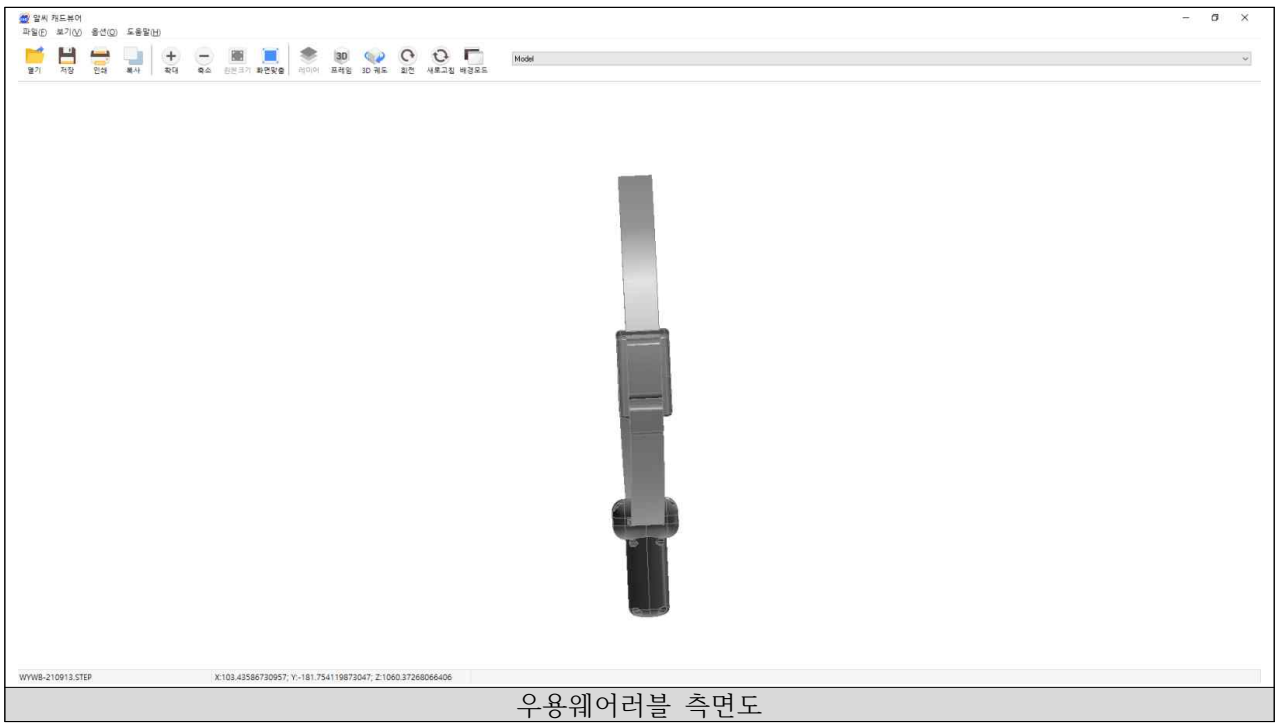 알씨 캐드뷰어
파일(F) 보기(V) 옵션(O) 도움말(H)
열기 저장 인쇄 복사 확대 축소 원본크기 화면맞춤 레이어 3D 프레임 3D 궤도 회전 새로고침 배경모드 Model
WYWB-210913.STEP X:103.43586730957; Y:-181.754119873047; Z:1060.37268066406
우용웨어러블 측면도